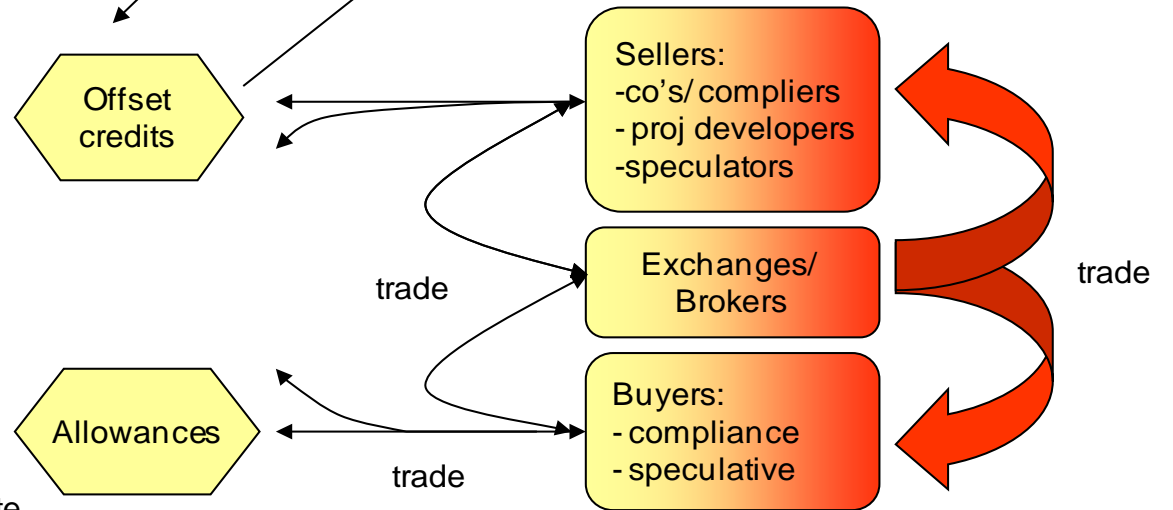 Offset
credits
Sellers:
-co's/ compliers
- proj developers
-speculators
trade
Exchanges/
Brokers
trade
Allowances
trade
Buyers:
- compliance
- speculative